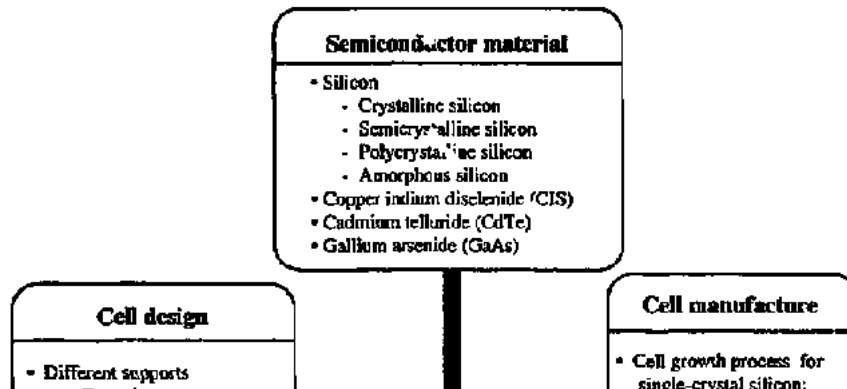 Semiconductor material
• Silicon
- Crystalline silicon
- Semicrystalline silicon
- Polycrystalline silicon
- Amorphous silicon
• Copper indium diselenide (CIS)
• Cadmium telluride (CdTe)
• Gallium arsenide (GaAs)
Cell design
• Different supports
Cell manufacture
• Cell growth process for
single-crystal silicon: